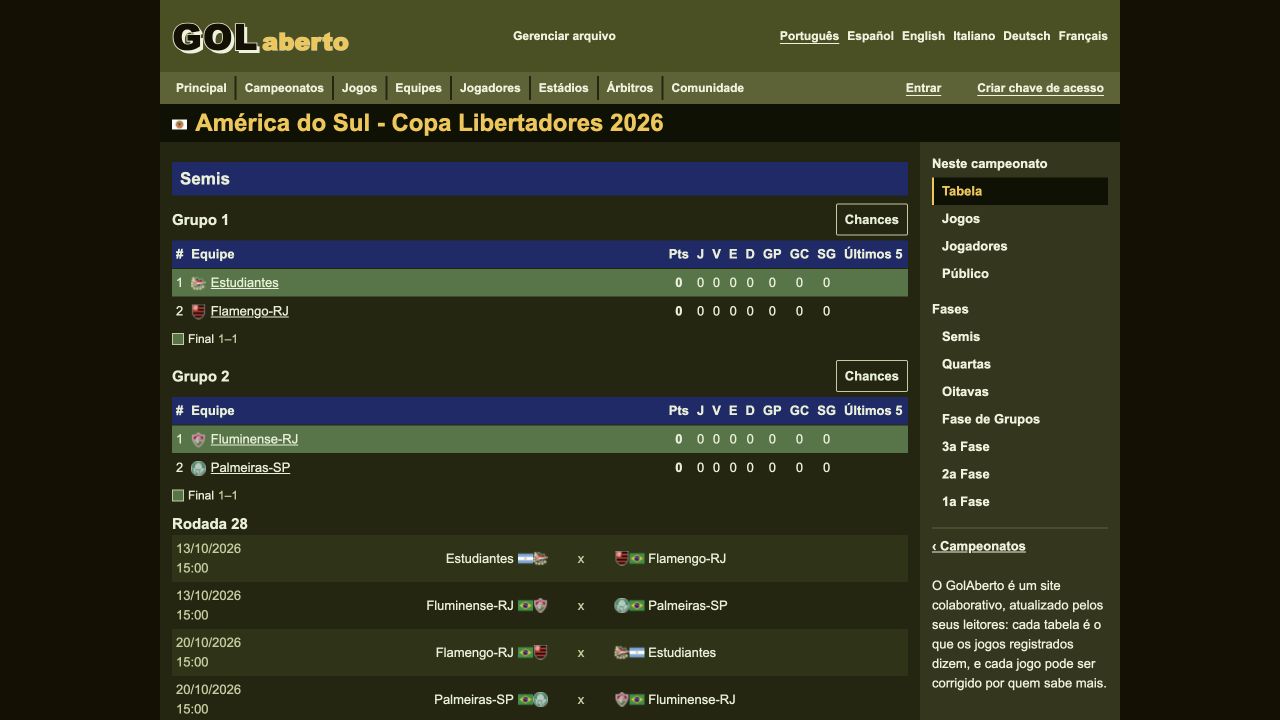 GOL aberto
Gerenciar arquivo
Português Español English Italiano Deutsch Français
Principal Campeonatos Jogos Equipes Jogadores Estádios Árbitros Comunidade
Entrar Criar chave de acesso
América do Sul - Copa Libertadores 2026
Semis
Grupo 1
Chances
# Equipe Pts J V E D GP GC SG Últimos 5
1 Estudiantes 0 0 0 0 0 0 0 0
2 Flamengo-RJ 0 0 0 0 0 0 0 0
Final 1–1
Grupo 2
Chances
# Equipe Pts J V E D GP GC SG Últimos 5
1 Fluminense-RJ 0 0 0 0 0 0 0 0
2 Palmeiras-SP 0 0 0 0 0 0 0 0
Final 1–1
Rodada 28
13/10/2026
15:00
Estudiantes x Flamengo-RJ
13/10/2026
15:00
Fluminense-RJ x Palmeiras-SP
20/10/2026
15:00
Flamengo-RJ x Estudiantes
20/10/2026
15:00
Palmeiras-SP x Fluminense-RJ
Neste campeonato
Tabela
Jogos
Jogadores
Público
Fases
Semis
Quartas
Oitavas
Fase de Grupos
3a Fase
2a Fase
1a Fase
‹ Campeonatos
O GolAberto é um site
colaborativo, atualizado pelos
seus leitores: cada tabela é o
que os jogos registrados
dizem, e cada jogo pode ser
corrigido por quem sabe mais.